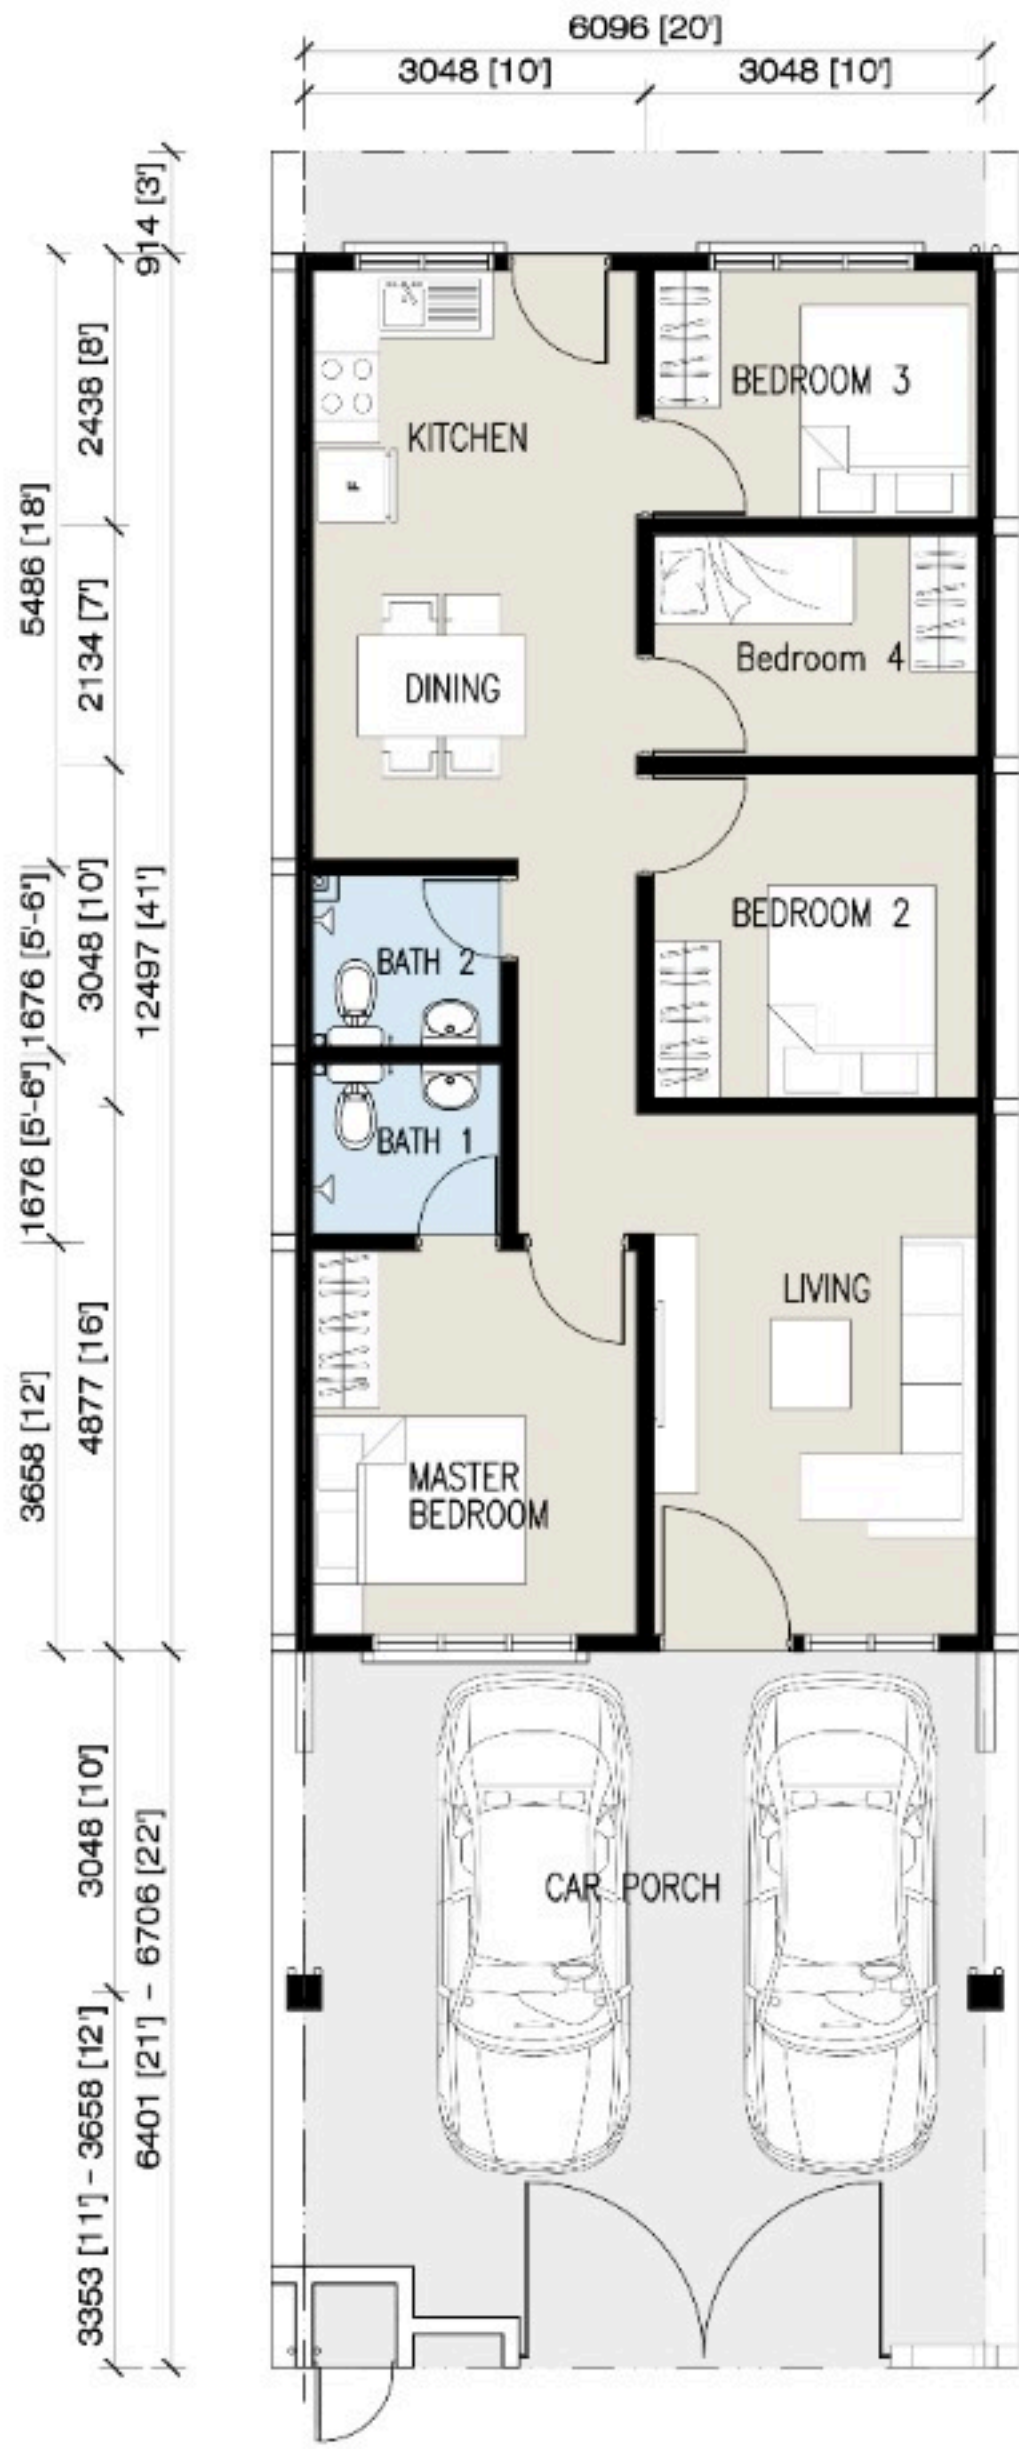 6096 [20']
3048 [10']
3048 [10']
914 [3']
2438 [8']
5486 [18']
2134 [7']
1676 [5'-6"]
3048 [10']
12497 [41']
1676 [5'-6"]
3658 [12']
4877 [16']
3048 [10']
6401 [21'] - 6706 [22']
3353 [11'] - 3658 [12']
BEDROOM 3
KITCHEN
F
Bedroom 4
DINING
BEDROOM 2
BATH 2
BATH 1
LIVING
MASTER
BEDROOM
CAR PORCH